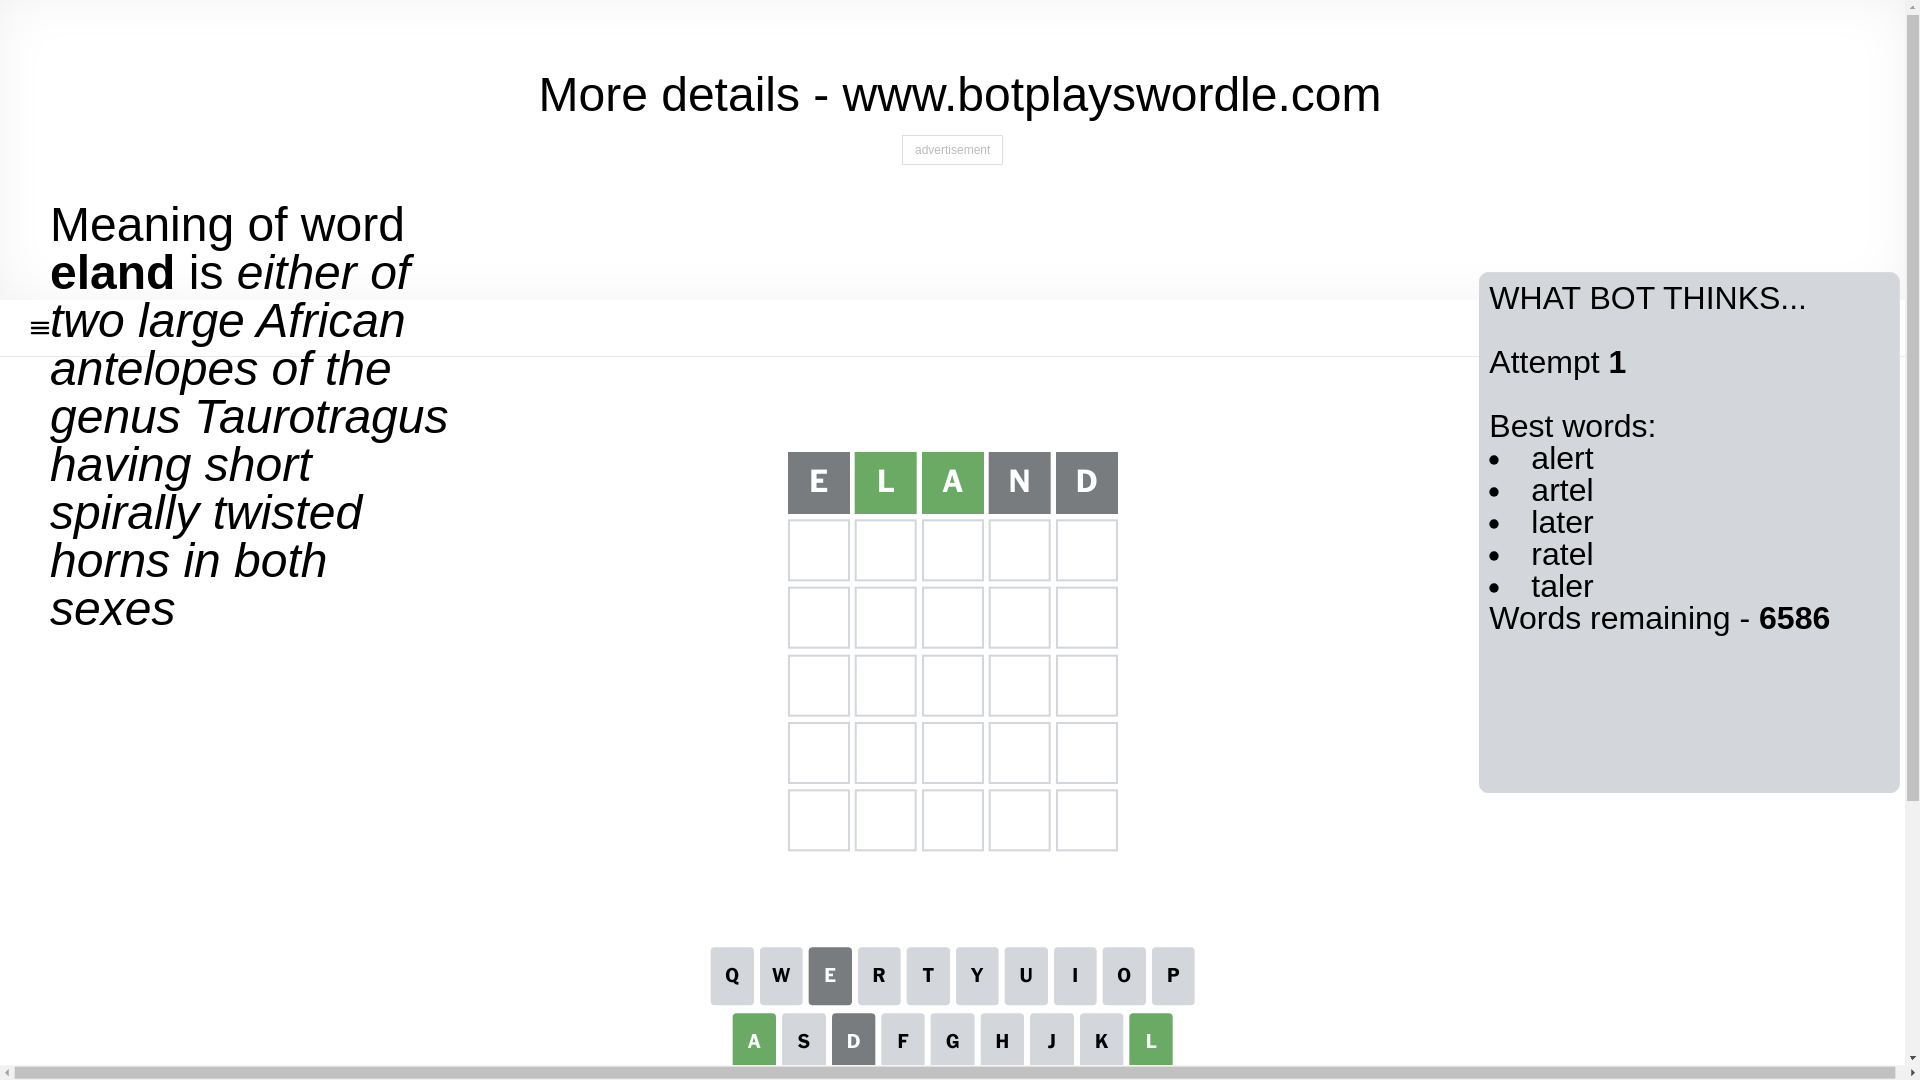 More details - www.botplayswordle.com
advertisement
Meaning of word
eland is either of
two large African
antelopes of the
genus Taurotragus
having short
spirally twisted
horns in both
sexes
WHAT BOT THINKS...
Attempt 1
Best words:
• alert
• artel
• later
• ratel
• taler
Words remaining - 6586
E L A N D
Q W E R T Y U I O P
A S D F G H J K L